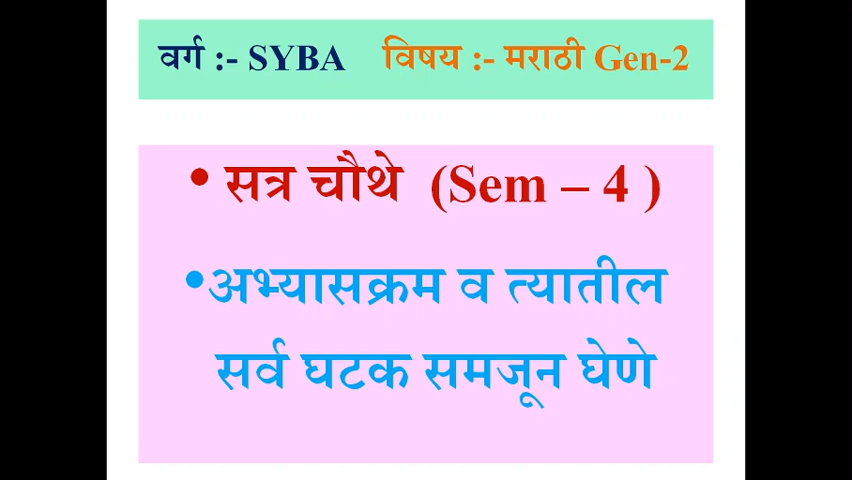 वर्ग :- SYBA विषय :- मराठी Gen-2
• सत्र चौथे (Sem – 4 )
•अभ्यासक्रम व त्यातील
सर्व घटक समजून घेणे